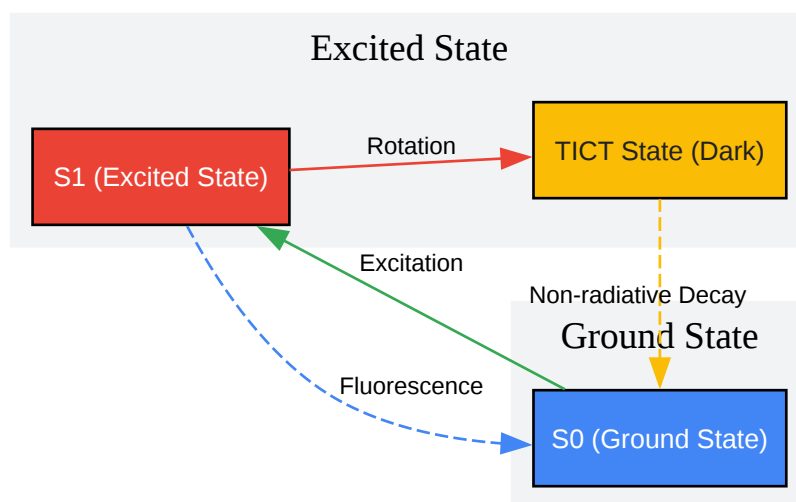 Excited State
Rotation
TICT State (Dark)
S1 (Excited State)
Excitation
Non-radiative Decay
Ground State
Fluorescence
S0 (Ground State)